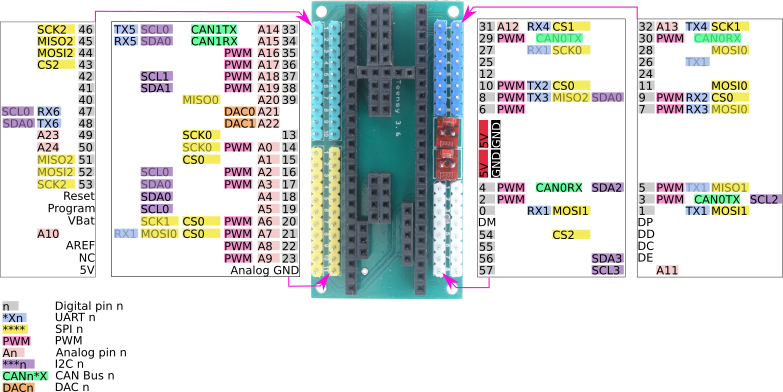 SCK2 46
MISO2 45
MOSI2 44
CS2 43
42
41
40
SCL0 RX6 47
SDA0 TX6 48
A23 49
A24 50
MISO2 51
MOSI2 52
SCK2 53
Reset
Program
VBat
A10
AREF
NC
5V
TX5 SCL0 CAN1TX A14 33
RX5 SDA0 CAN1RX A15 34
PWM A16 35
PWM A17 36
SCL1 PWM A18 37
SDA1 PWM A19 38
MISO0 A20 39
DAC0 A21
DAC1 A22
SCK0 13
SCK0 PWM A0 14
CS0 A1 15
SCL0 PWM A2 16
SDA0 PWM A3 17
SDA0 A4 18
SCL0 A5 19
SCK1 CS0 PWM A6 20
RX1 MOSI0 CS0 PWM A7 21
PWM A8 22
PWM A9 23
Analog GND
Teensy 3.6
5V GND
5V GND
31 A12 RX4 CS1
29 PWM CAN0TX
27 RX1 SCK0
25
12
10 PWM TX2 CS0
8 PWM TX3 MISO2 SDA0
6 PWM
4 PWM CAN0RX SDA2
2 PWM
0 RX1 MOSI1
DM
54 CS2
55
56 SDA3
57 SCL3
32 A13 TX4 SCK1
30 PWM CAN0RX
28 MOSI0
26 TX1
24
11 MOSI0
9 PWM RX2 CS0
7 PWM RX3 MOSI0
5 PWM TX1 MISO1
3 PWM CAN0TX SCL2
1 TX1 MOSI1
DP
DD
DC
DE
A11
n Digital pin n
*Xn UART n
**** SPI n
PWM PWM
An Analog pin n
***n I2C n
CANn*X CAN Bus n
DACn DAC n